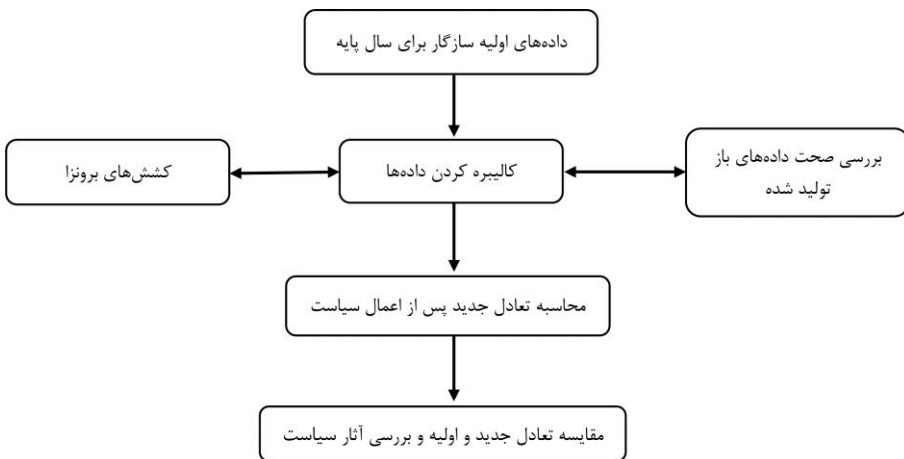 داده‌های اولیه سازگار برای سال پایه
بررسی صحت داده‌های باز
تولید شده
کالیبره کردن داده‌ها
کشش‌های برونزا
محاسبه تعادل جدید پس از اعمال سیاست
مقایسه تعادل جدید و اولیه و بررسی آثار سیاست